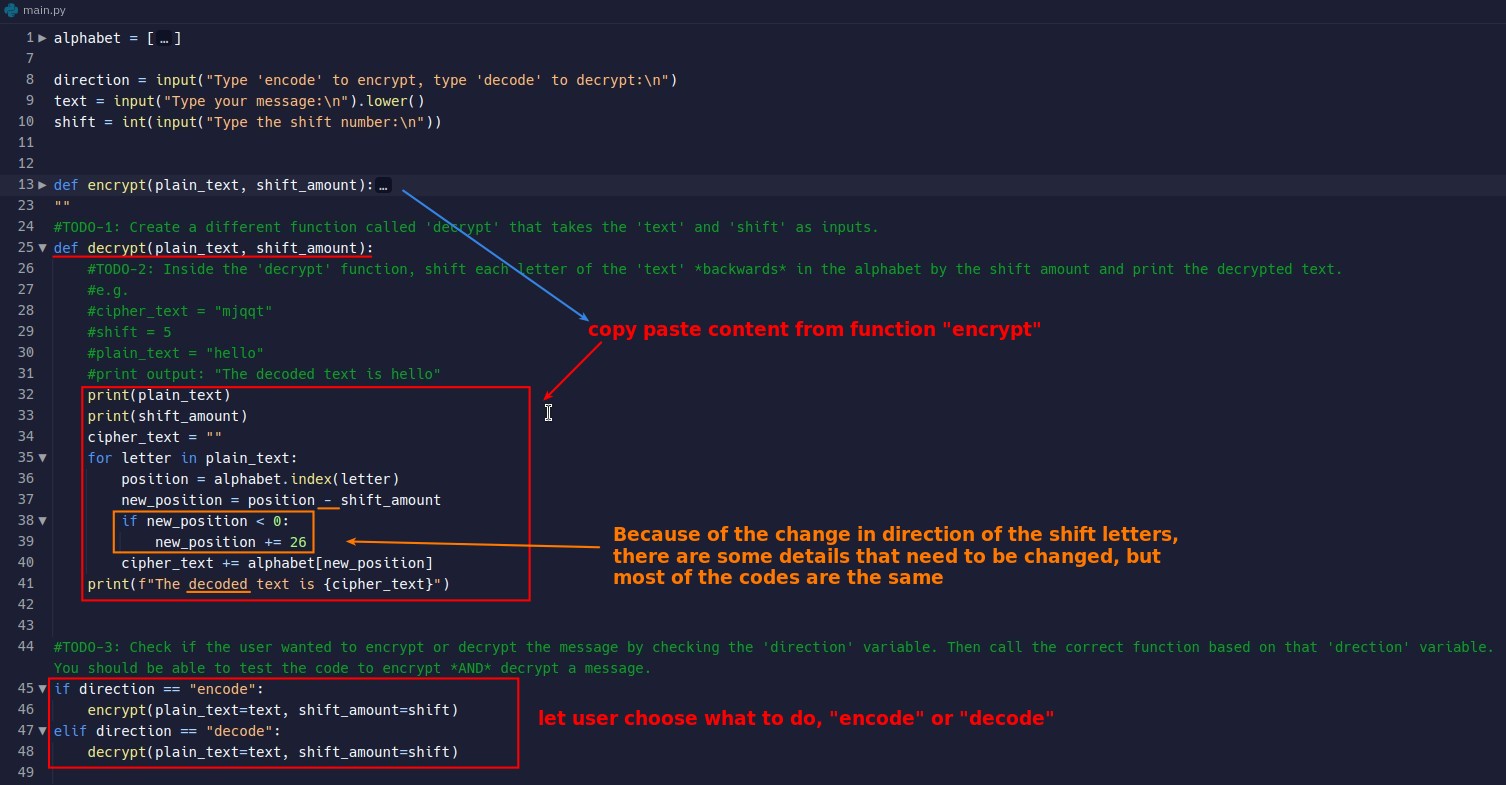 main.py
1 alphabet = [ … ]
7
8 direction = input("Type 'encode' to encrypt, type 'decode' to decrypt:\n")
9 text = input("Type your message:\n").lower()
10 shift = int(input("Type the shift number:\n"))
11
12
13 def encrypt(plain_text, shift_amount): …
23 ""
24 #TODO-1: Create a different function called 'decrypt' that takes the 'text' and 'shift' as inputs.
25 def decrypt(plain_text, shift_amount):
26 #TODO-2: Inside the 'decrypt' function, shift each letter of the 'text' *backwards* in the alphabet by the shift amount and print the decrypted text.
27 #e.g.
28 #cipher_text = "mjqqt"
29 #shift = 5
copy paste content from function "encrypt"
30 #plain_text = "hello"
31 #print output: "The decoded text is hello"
32 print(plain_text)
33 print(shift_amount)
34 cipher_text = ""
35 for letter in plain_text:
36 position = alphabet.index(letter)
37 new_position = position - shift_amount
38 if new_position < 0:
39 new_position += 26
40 cipher_text += alphabet[new_position]
41 print(f"The decoded text is {cipher_text}")
Because of the change in direction of the shift letters,
there are some details that need to be changed, but
most of the codes are the same
42
43
44 #TODO-3: Check if the user wanted to encrypt or decrypt the message by checking the 'direction' variable. Then call the correct function based on that 'drection' variable.
You should be able to test the code to encrypt *AND* decrypt a message.
45 if direction == "encode":
46 encrypt(plain_text=text, shift_amount=shift)
47 elif direction == "decode":
48 decrypt(plain_text=text, shift_amount=shift)
let user choose what to do, "encode" or "decode"
49